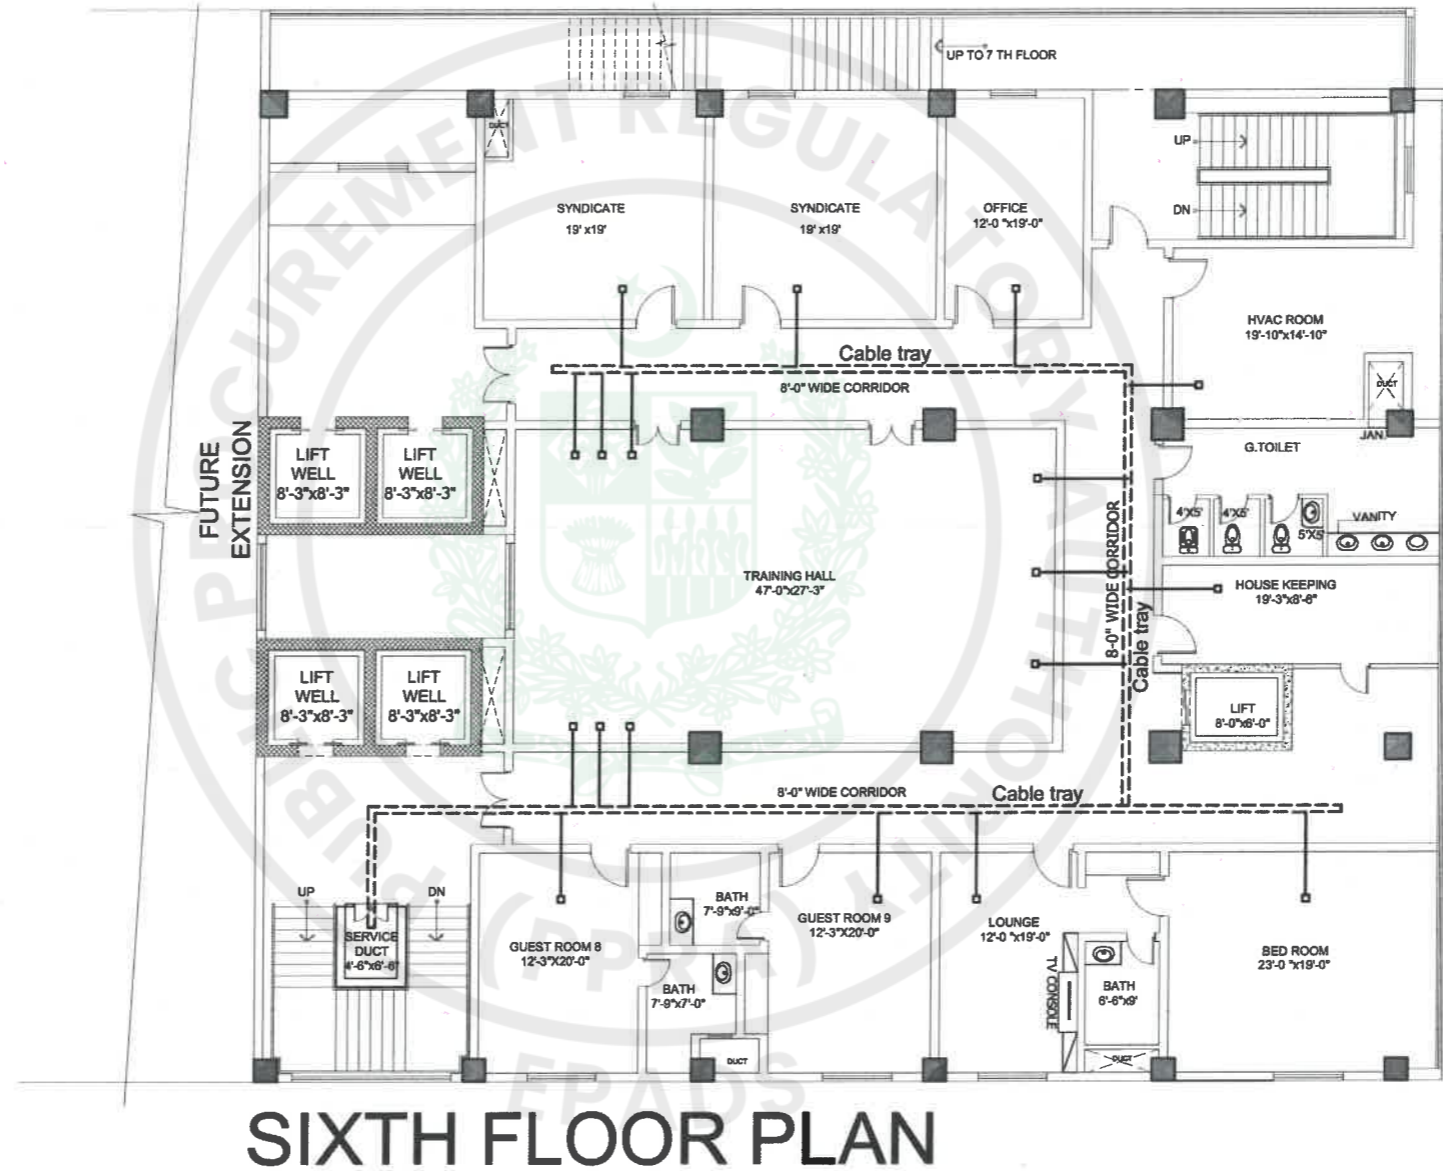 UP TO 7 TH FLOOR
DUCT
UP
DN
SYNDICATE
19' x19'
SYNDICATE
19' x19'
OFFICE
12'-0 "x19'-0"
HVAC ROOM
19'-10"x14'-10"
DUCT
Cable tray
8'-0" WIDE CORRIDOR
JAN.
G.TOILET
FUTURE
EXTENSION
LIFT
WELL
8'-3"x8'-3"
LIFT
WELL
8'-3"x8'-3"
4'X5'
4'X5'
5'X5'
VANITY
8'-0" WIDE CORRIDOR
Cable tray
TRAINING HALL
47'-0"x27'-3"
HOUSE KEEPING
19'-3"x8'-6"
LIFT
WELL
8'-3"x8'-3"
LIFT
WELL
8'-3"x8'-3"
LIFT
8'-0"x6'-0"
8'-0" WIDE CORRIDOR
Cable tray
UP
DN
SERVICE
DUCT
4'-6"x6'-6"
GUEST ROOM 8
12'-3"X20'-0"
BATH
7'-9"x9'-0"
BATH
7'-9"x7'-0"
DUCT
GUEST ROOM 9
12'-3"X20'-0"
LOUNGE
12'-0 "x19'-0"
TV CONSOLE
BATH
6'-6"x9'
DUCT
BED ROOM
23'-0 "x19'-0"
SIXTH FLOOR PLAN
PUBLIC PROCUREMENT REGULATORY AUTHORITY
(PPRA)
EPADS